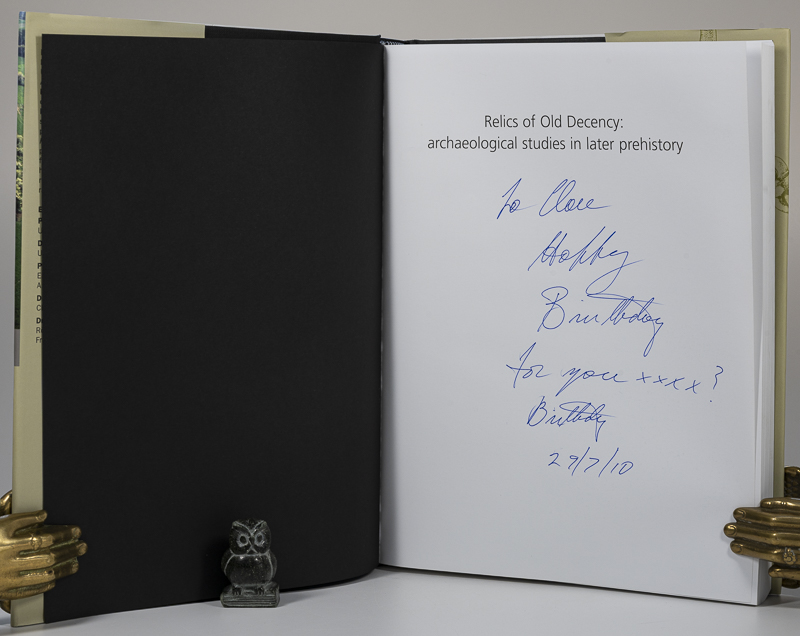 Relics of Old Decency:
archaeological studies in later prehistory
To Clare
Happy
Birthday
For you xxxx?
Birthday
29/7/10